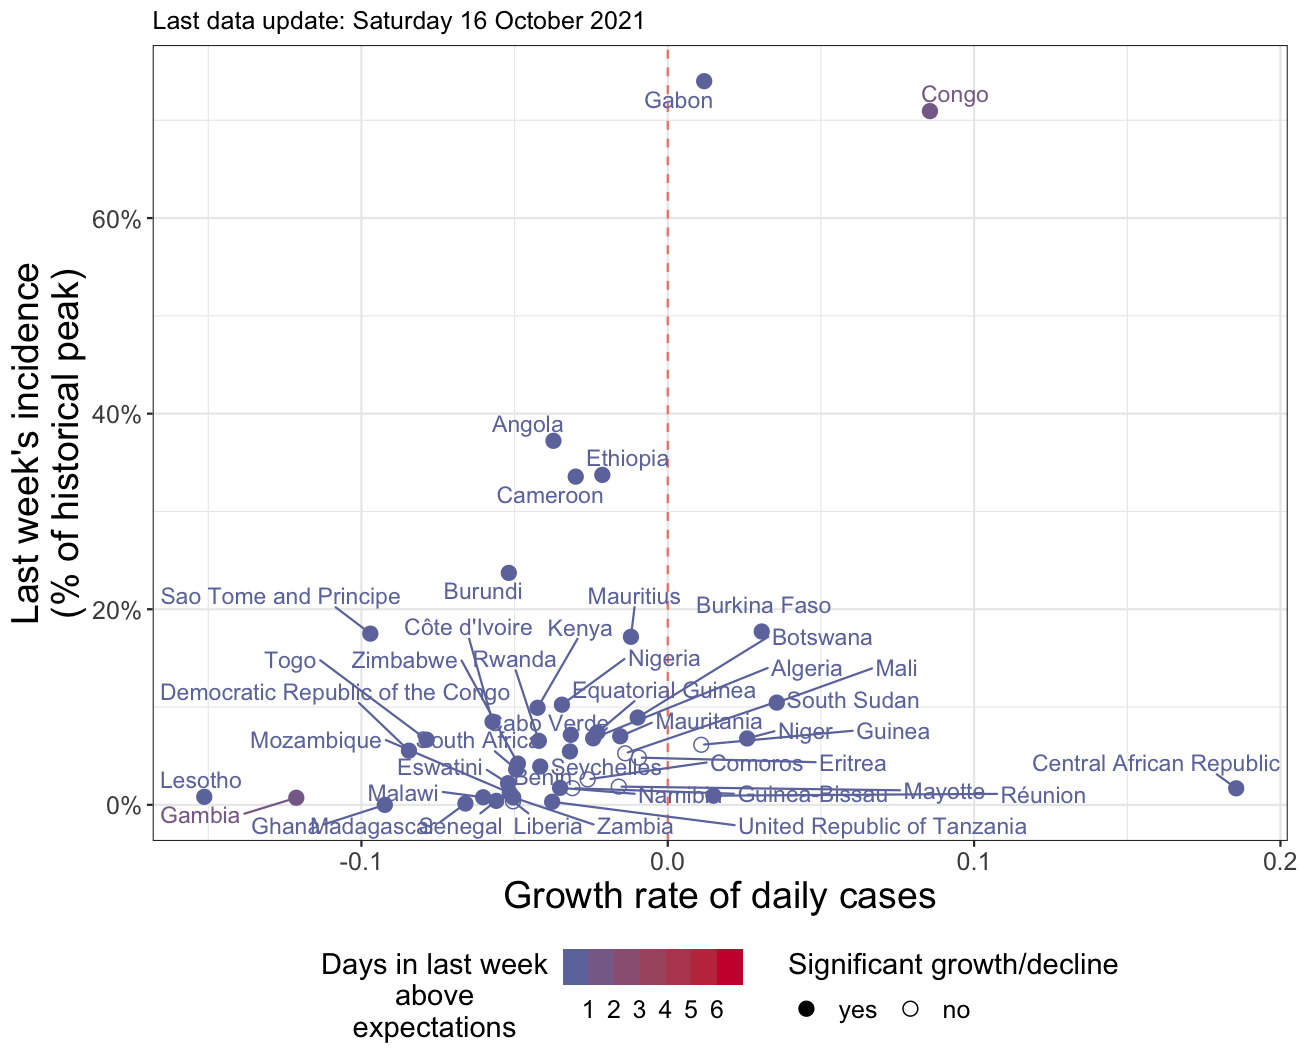 Last data update: Saturday 16 October 2021
Last week's incidence
(% of historical peak)
60%
40%
20%
0%
Gabon
Congo
Angola
Ethiopia
Cameroon
Burundi
Sao Tome and Principe
Mauritius
Burkina Faso
Côte d'Ivoire
Kenya
Botswana
Togo
Zimbabwe
Rwanda
Nigeria
Algeria
Mali
Democratic Republic of the Congo
Equatorial Guinea
South Sudan
Cabo Verde
Mauritania
Mozambique
South Africa
Niger
Guinea
Eswatini
Benin
Seychelles
Comoros
Eritrea
Central African Republic
Lesotho
Malawi
Namibia
Guinea-Bissau
Mayotte
Réunion
Gambia
Ghana
Madagascar
Senegal
Liberia
Zambia
United Republic of Tanzania
-0.1
0.0
0.1
0.2
Growth rate of daily cases
Days in last week
above
expectations
1 2 3 4 5 6
Significant growth/decline
yes
no